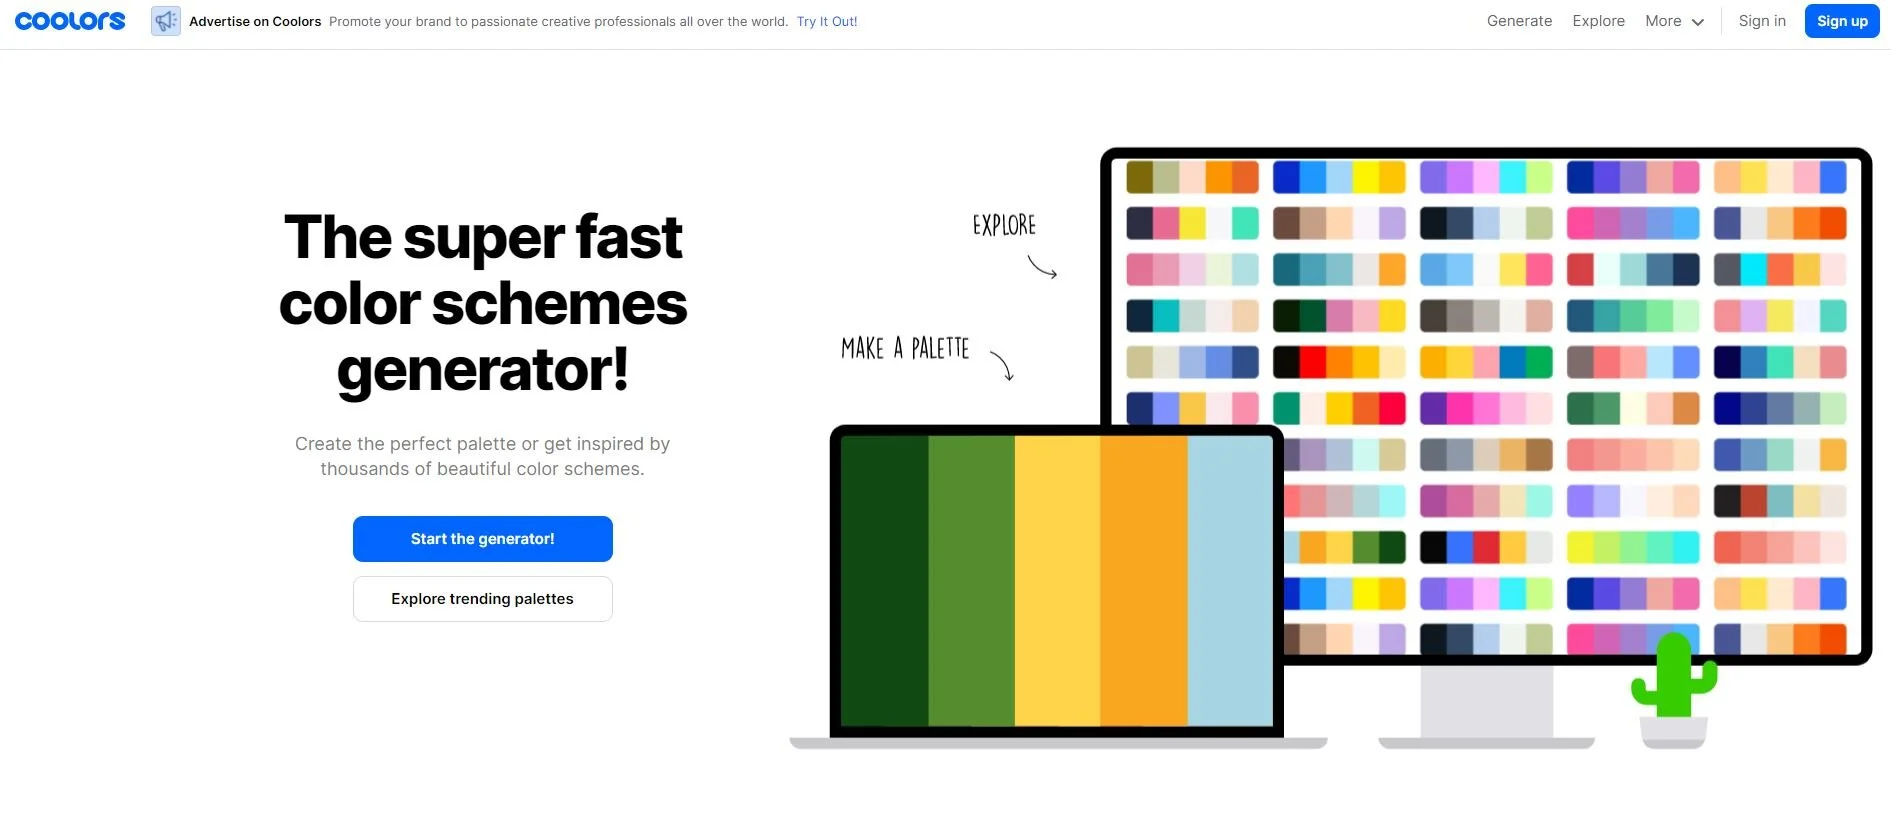 coolors
Advertise on Coolors Promote your brand to passionate creative professionals all over the world. Try It Out!
Generate Explore More Sign in Sign up
The super fast
color schemes
generator!
Create the perfect palette or get inspired by
thousands of beautiful color schemes.
Start the generator!
Explore trending palettes
EXPLORE
MAKE A PALETTE